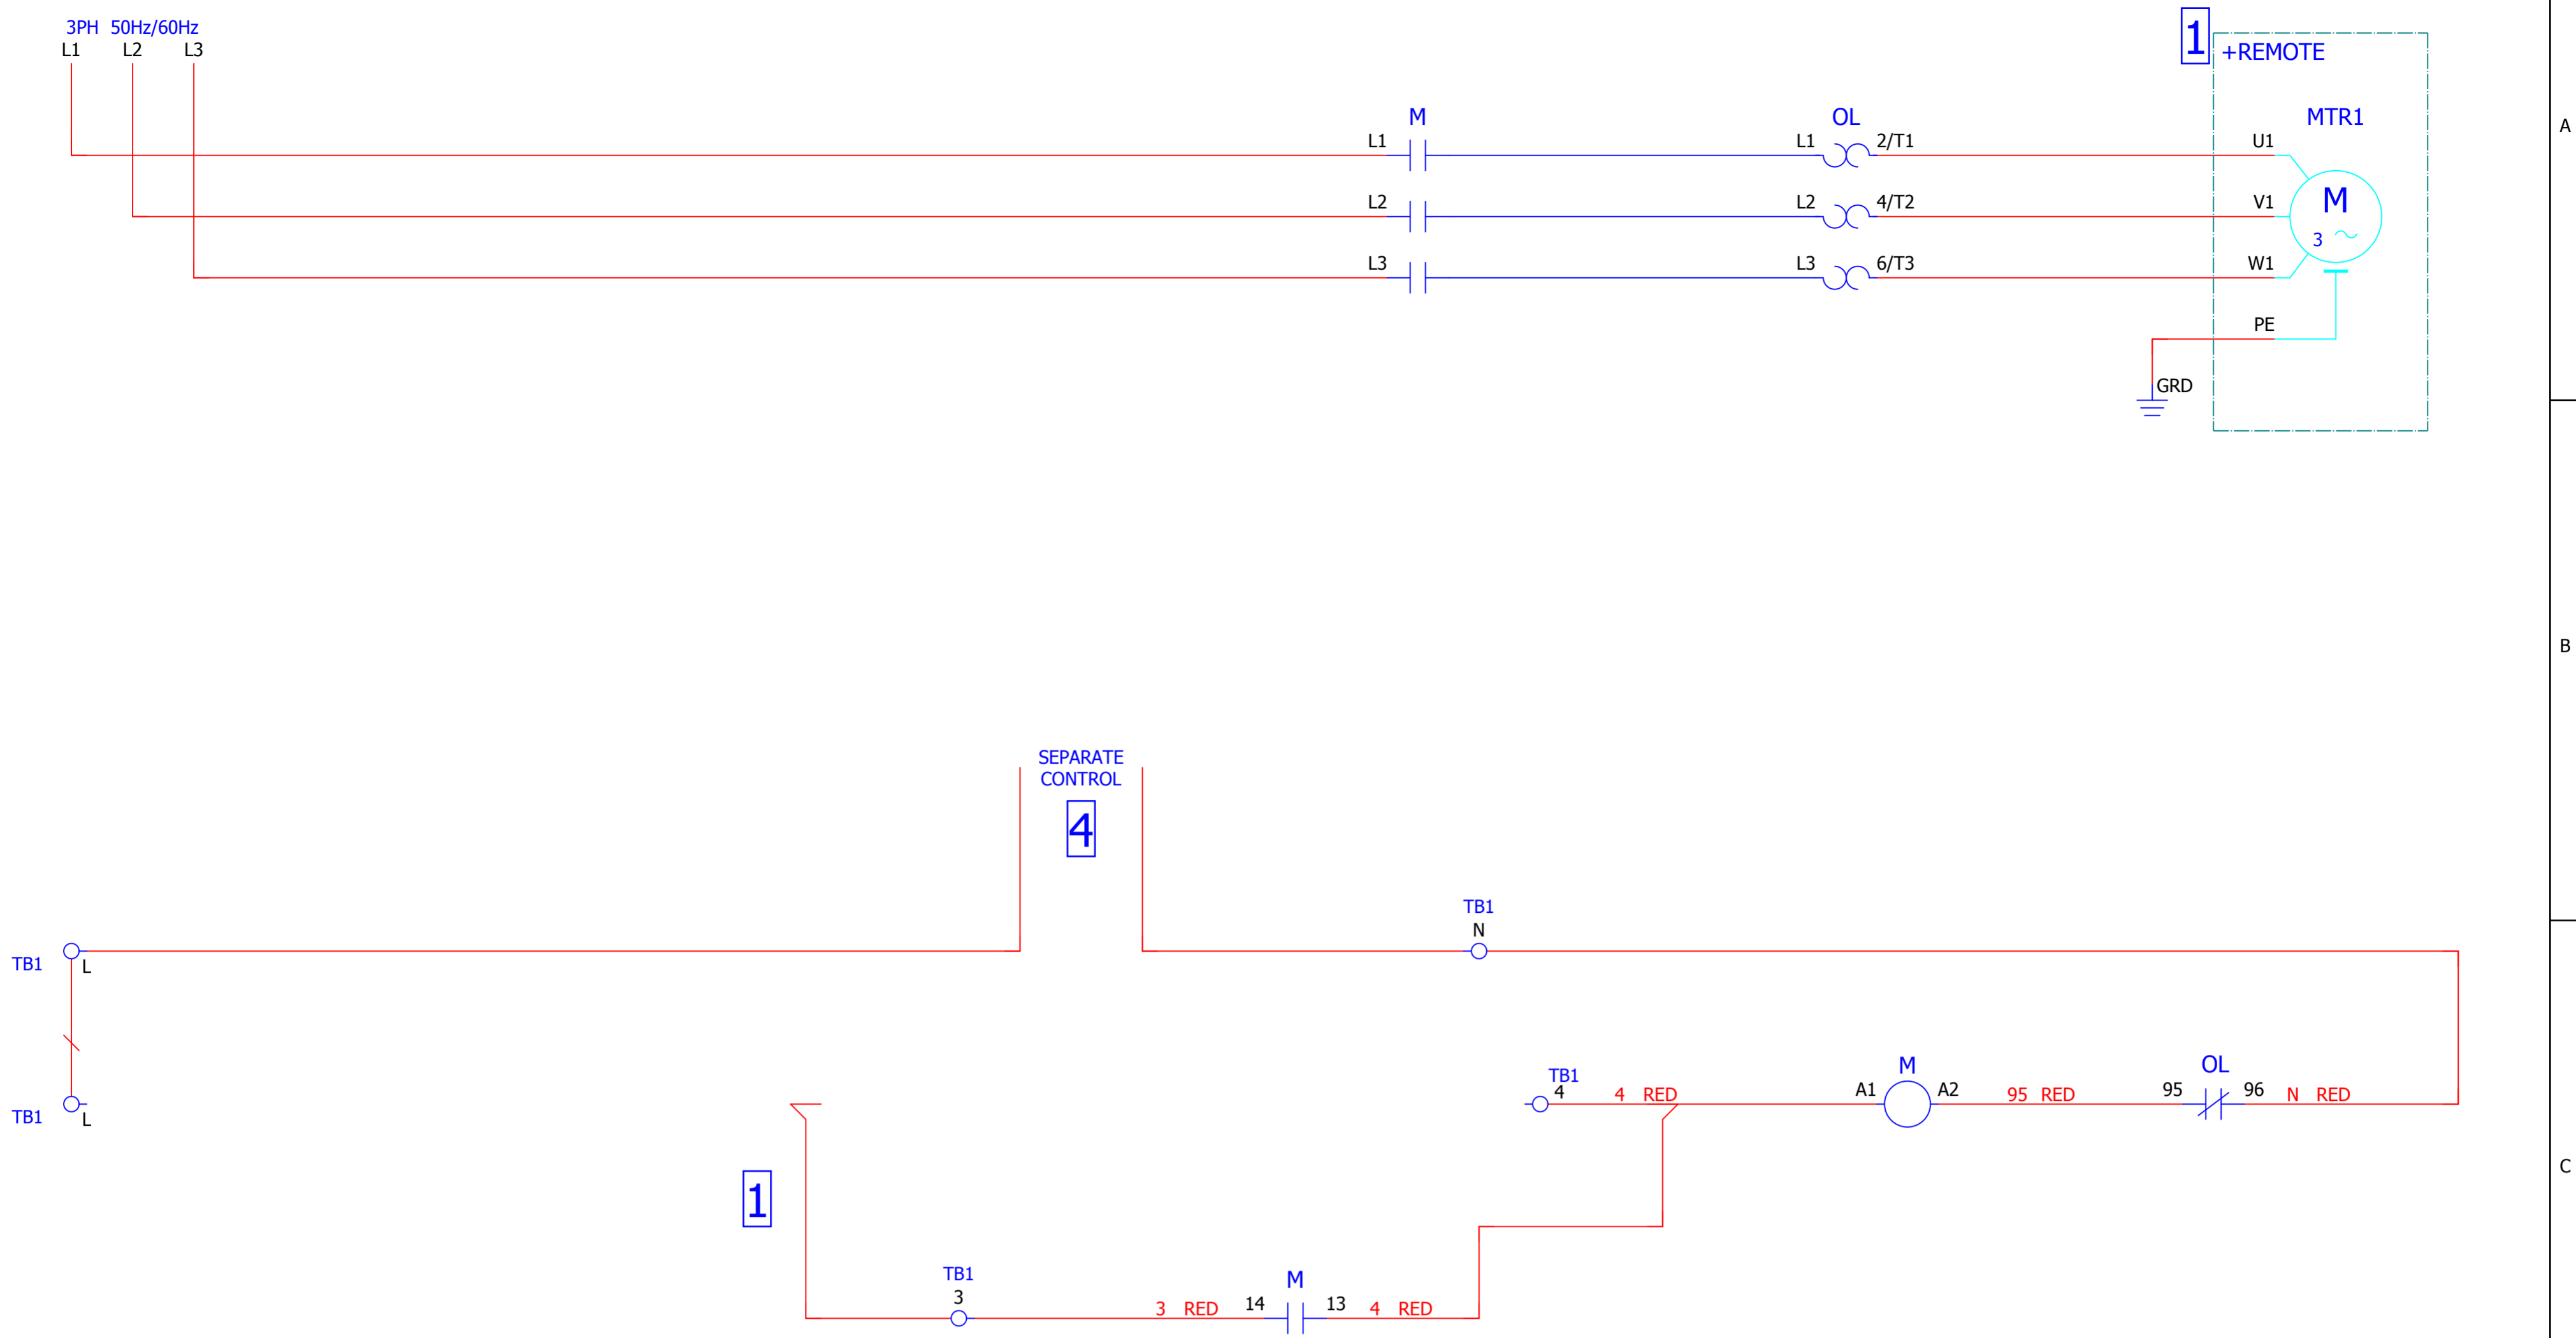 3PH 50Hz/60Hz
L1 L2 L3
1
+REMOTE
M OL MTR1
L1 L1 2/T1 U1
A
M
L2 L2 4/T2 V1
3
L3 L3 6/T3 W1
PE
GRD
B
SEPARATE
CONTROL
4
TB1
N
TB1 L
TB1
4
4 RED
M
A1 A2
95 RED
OL
95 96
N RED
TB1 L
C
1
TB1
3
3 RED
M
14 13
4 RED